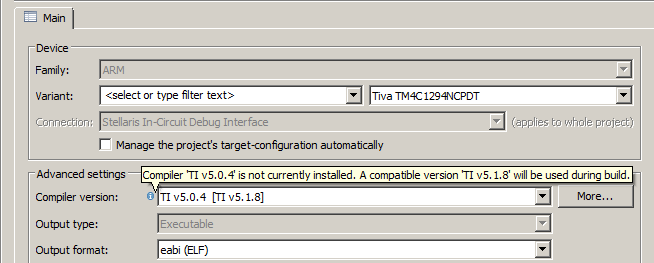 Main
Device
Family: ARM
Variant: <select or type filter text> Tiva TM4C1294NCPDT
Connection: Stellaris In-Circuit Debug Interface (applies to whole project)
Manage the project's target-configuration automatically
Advanced settings Compiler 'TI v5.0.4' is not currently installed. A compatible version 'TI v5.1.8' will be used during build.
Compiler version: TI v5.0.4 [TI v5.1.8] More...
Output type: Executable
Output format: eabi (ELF)